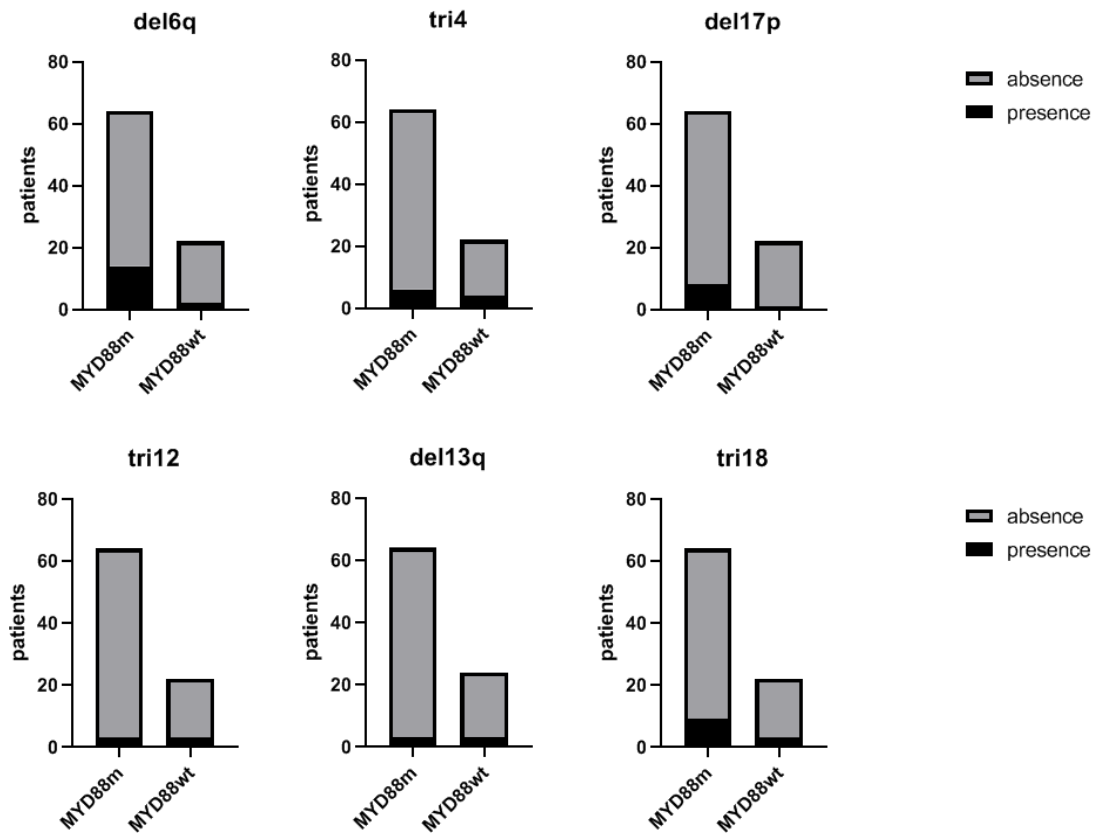 del6q
tri4
del17p
80
60
40
20
0
patients
MYD88m
MYD88wt
80
60
40
20
0
patients
MYD88m
MYD88wt
80
60
40
20
0
patients
MYD88m
MYD88wt
absence
presence
tri12
del13q
tri18
80
60
40
20
0
patients
MYD88m
MYD88wt
80
60
40
20
0
patients
MYD88m
MYD88wt
80
60
40
20
0
patients
MYD88m
MYD88wt
absence
presence